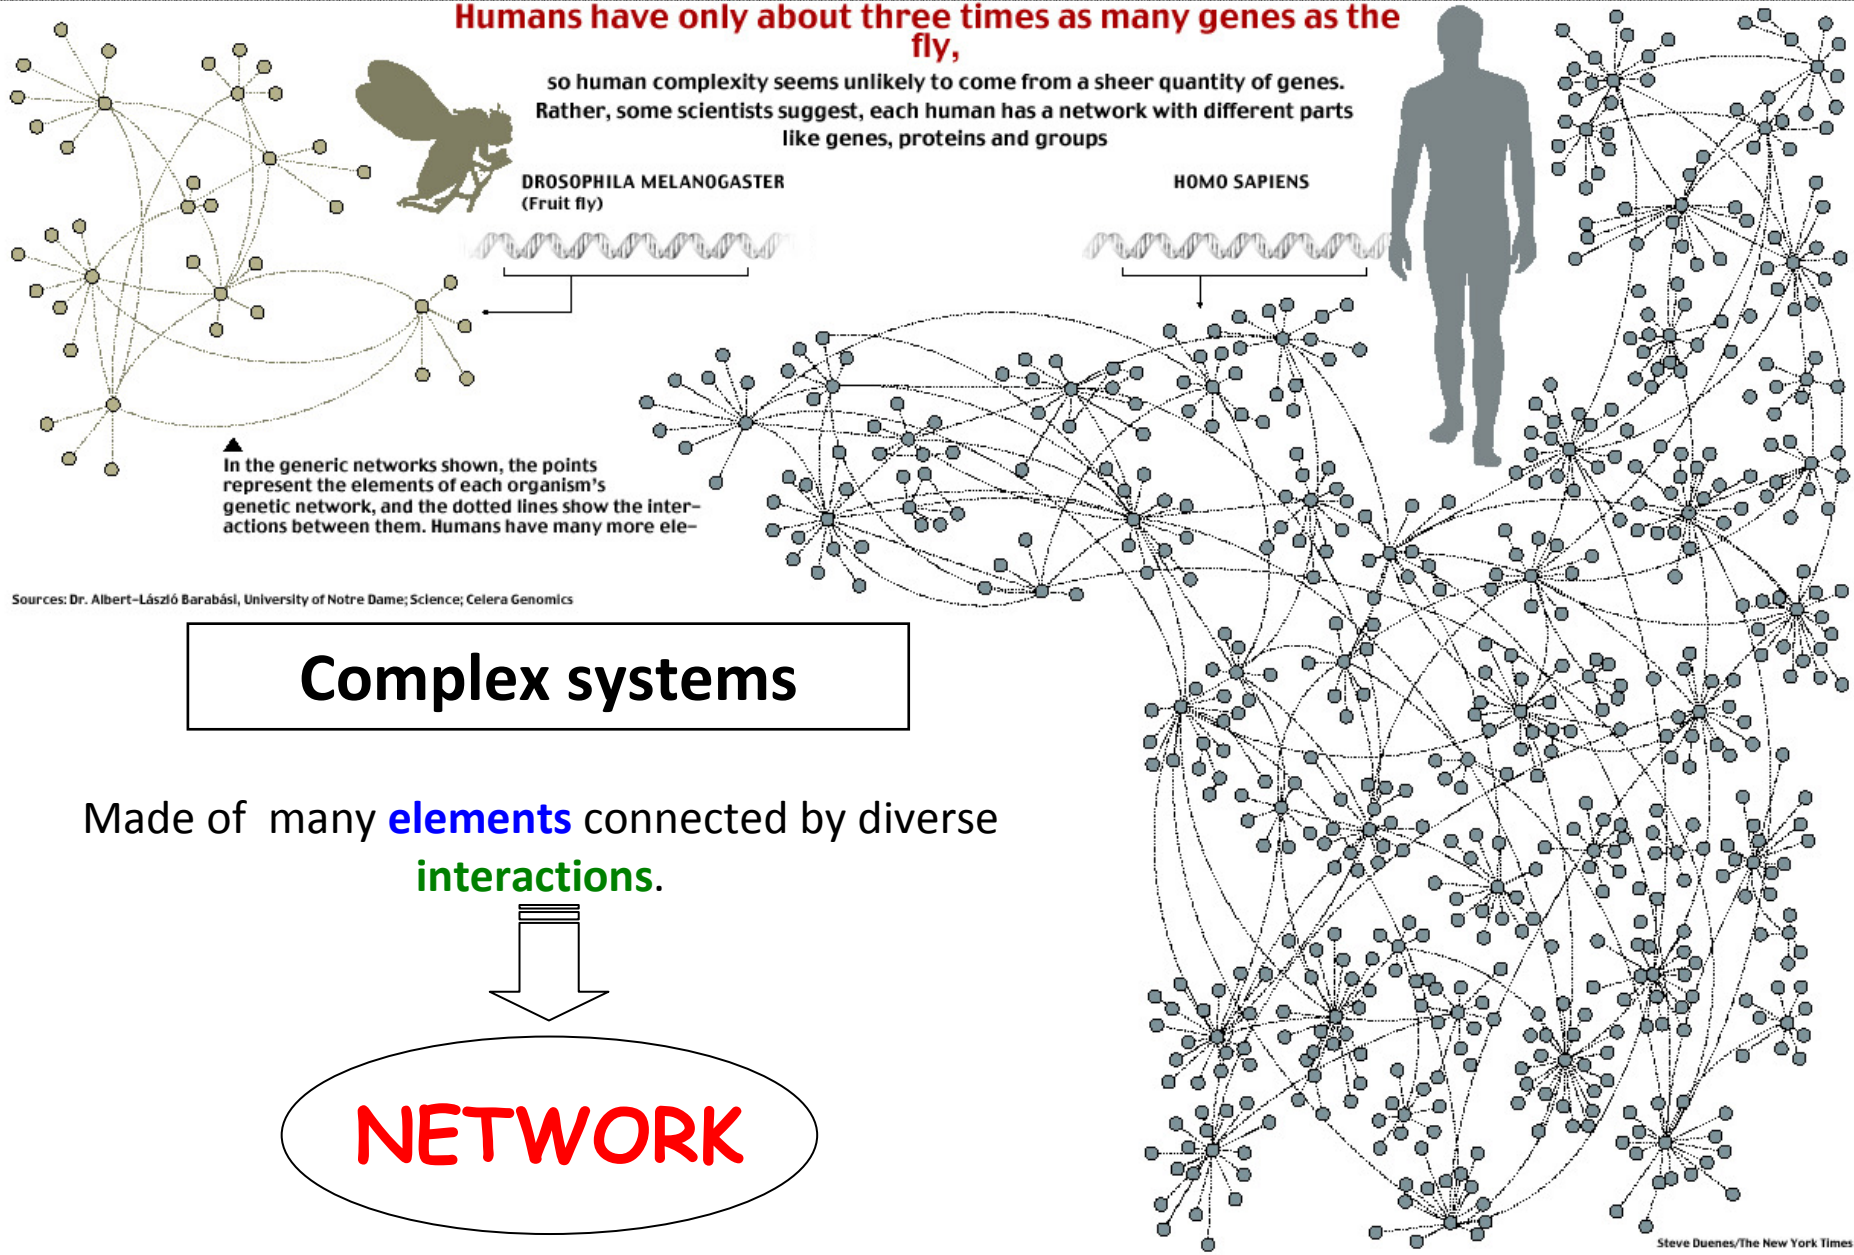 Humans have only about three times as many genes as the
fly,
so human complexity seems unlikely to come from a sheer quantity of genes.
Rather, some scientists suggest, each human has a network with different parts
like genes, proteins and groups
DROSOPHILA MELANOGASTER
(Fruit fly)
HOMO SAPIENS
In the generic networks shown, the points
represent the elements of each organism's
genetic network, and the dotted lines show the inter-
actions between them. Humans have many more ele-
Sources: Dr. Albert-László Barabási, University of Notre Dame; Science; Celera Genomics
Complex systems
Made of many elements connected by diverse
interactions.
NETWORK
Steve Duenes/The New York Times